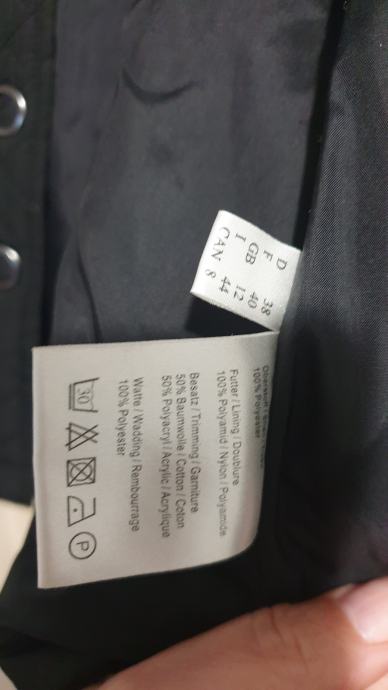 D 38
F 40
GB 12
I 44
CAN 8
100% Polyester
Futter / Lining / Doublure
100% Polyamid / Nylon / Polyamide
Besatz / Trimming / Garniture
50% Baumwolle / Cotton / Coton
50% Polyacryl / Acrylic / Acrylique
Watte / Wadding / Rembourrage
100% Polyester
30
P